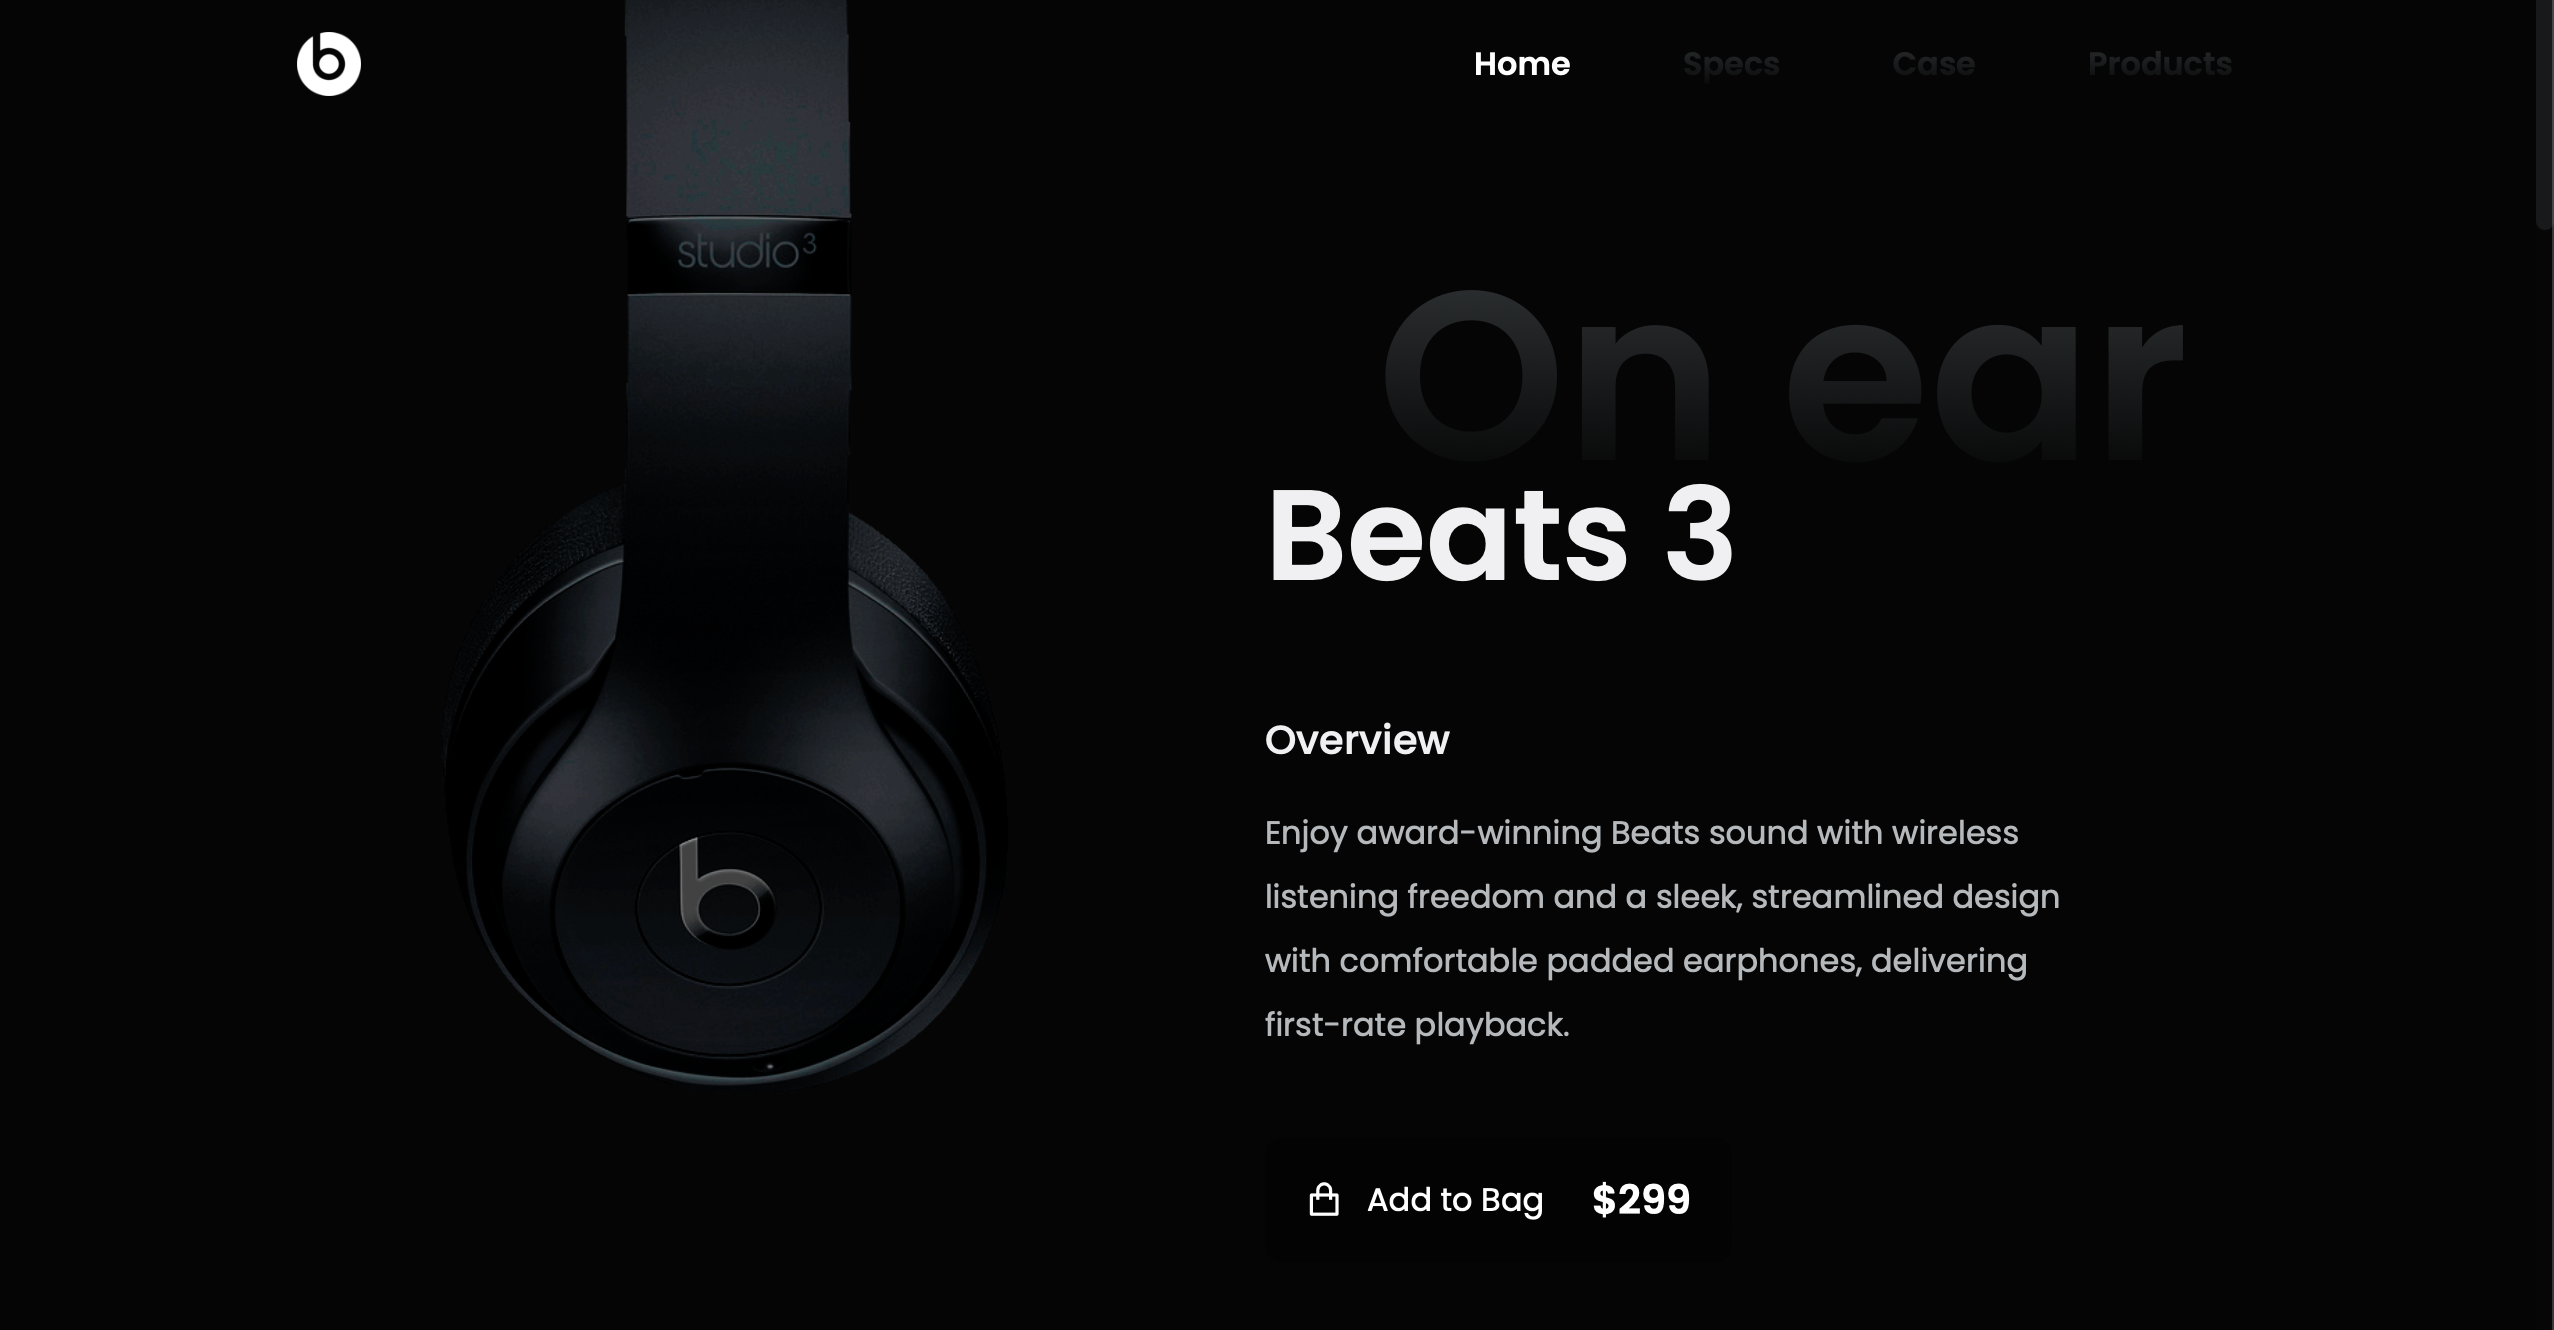 Home Specs Case Products
studio3
On ear
Beats 3
Overview
Enjoy award-winning Beats sound with wireless
listening freedom and a sleek, streamlined design
with comfortable padded earphones, delivering
first-rate playback.
Add to Bag $299